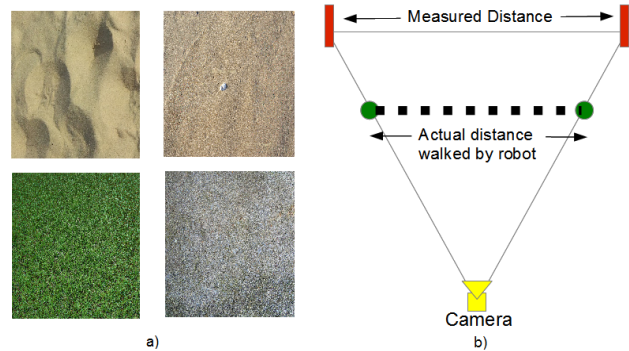 Measured Distance
Actual distance
walked by robot
Camera
a)
b)